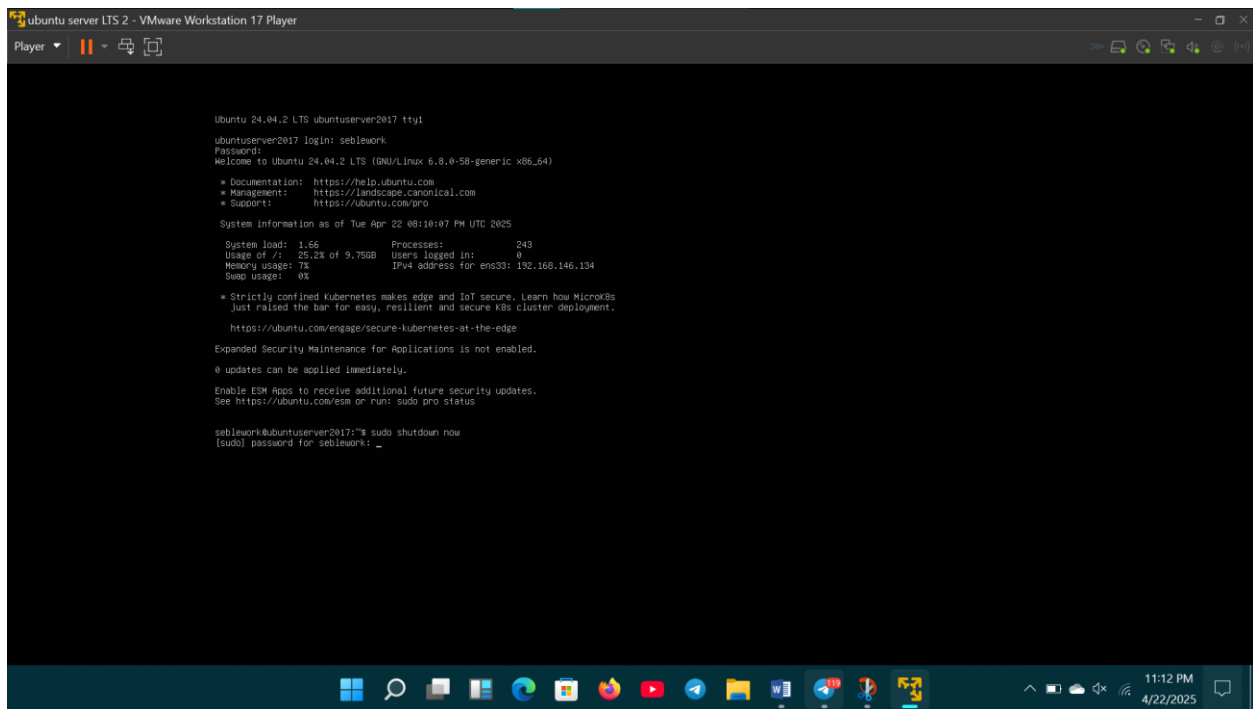 ubuntu server LTS 2 - VMware Workstation 17 Player
Player
Ubuntu 24.04.2 LTS ubuntuserver2017 tty1
ubuntuserver2017 login: seblework
Password:
Welcome to Ubuntu 24.04.2 LTS (GNU/Linux 6.8.0-58-generic x86_64)
* Documentation: https://help.ubuntu.com
* Management: https://landscape.canonical.com
* Support: https://ubuntu.com/pro
System information as of Tue Apr 22 08:10:07 PM UTC 2025
System load: 1.66 Processes: 243
Usage of /: 25.2% of 9.75GB Users logged in: 0
Memory usage: 7% IPv4 address for ens33: 192.168.146.134
Swap usage: 0%
* Strictly confined Kubernetes makes edge and IoT secure. Learn how MicroK8s
just raised the bar for easy, resilient and secure K8s cluster deployment.
https://ubuntu.com/engage/secure-kubernetes-at-the-edge
Expanded Security Maintenance for Applications is not enabled.
0 updates can be applied immediately.
Enable ESM Apps to receive additional future security updates.
See https://ubuntu.com/esm or run: sudo pro status
seblework@ubuntuserver2017:~$ sudo shutdown now
[sudo] password for seblework: _
119
11:12 PM
4/22/2025